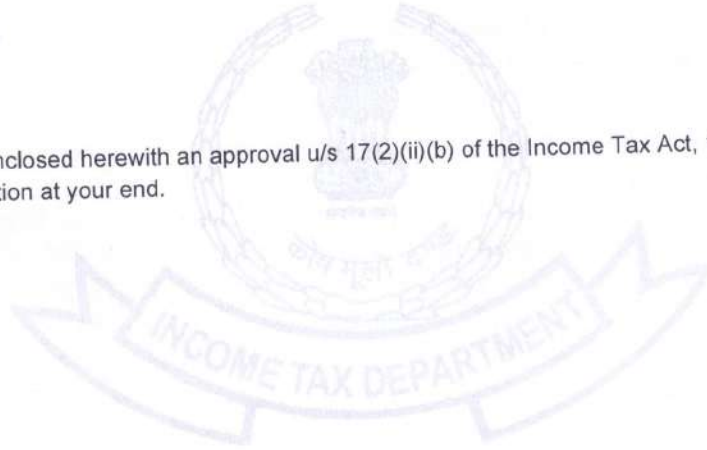 nclosed herewith an approval u/s 17(2)(ii)(b) of the Income Tax Act,
tion at your end.
कोष मूलो दण्डः
INCOME TAX DEPARTMENT